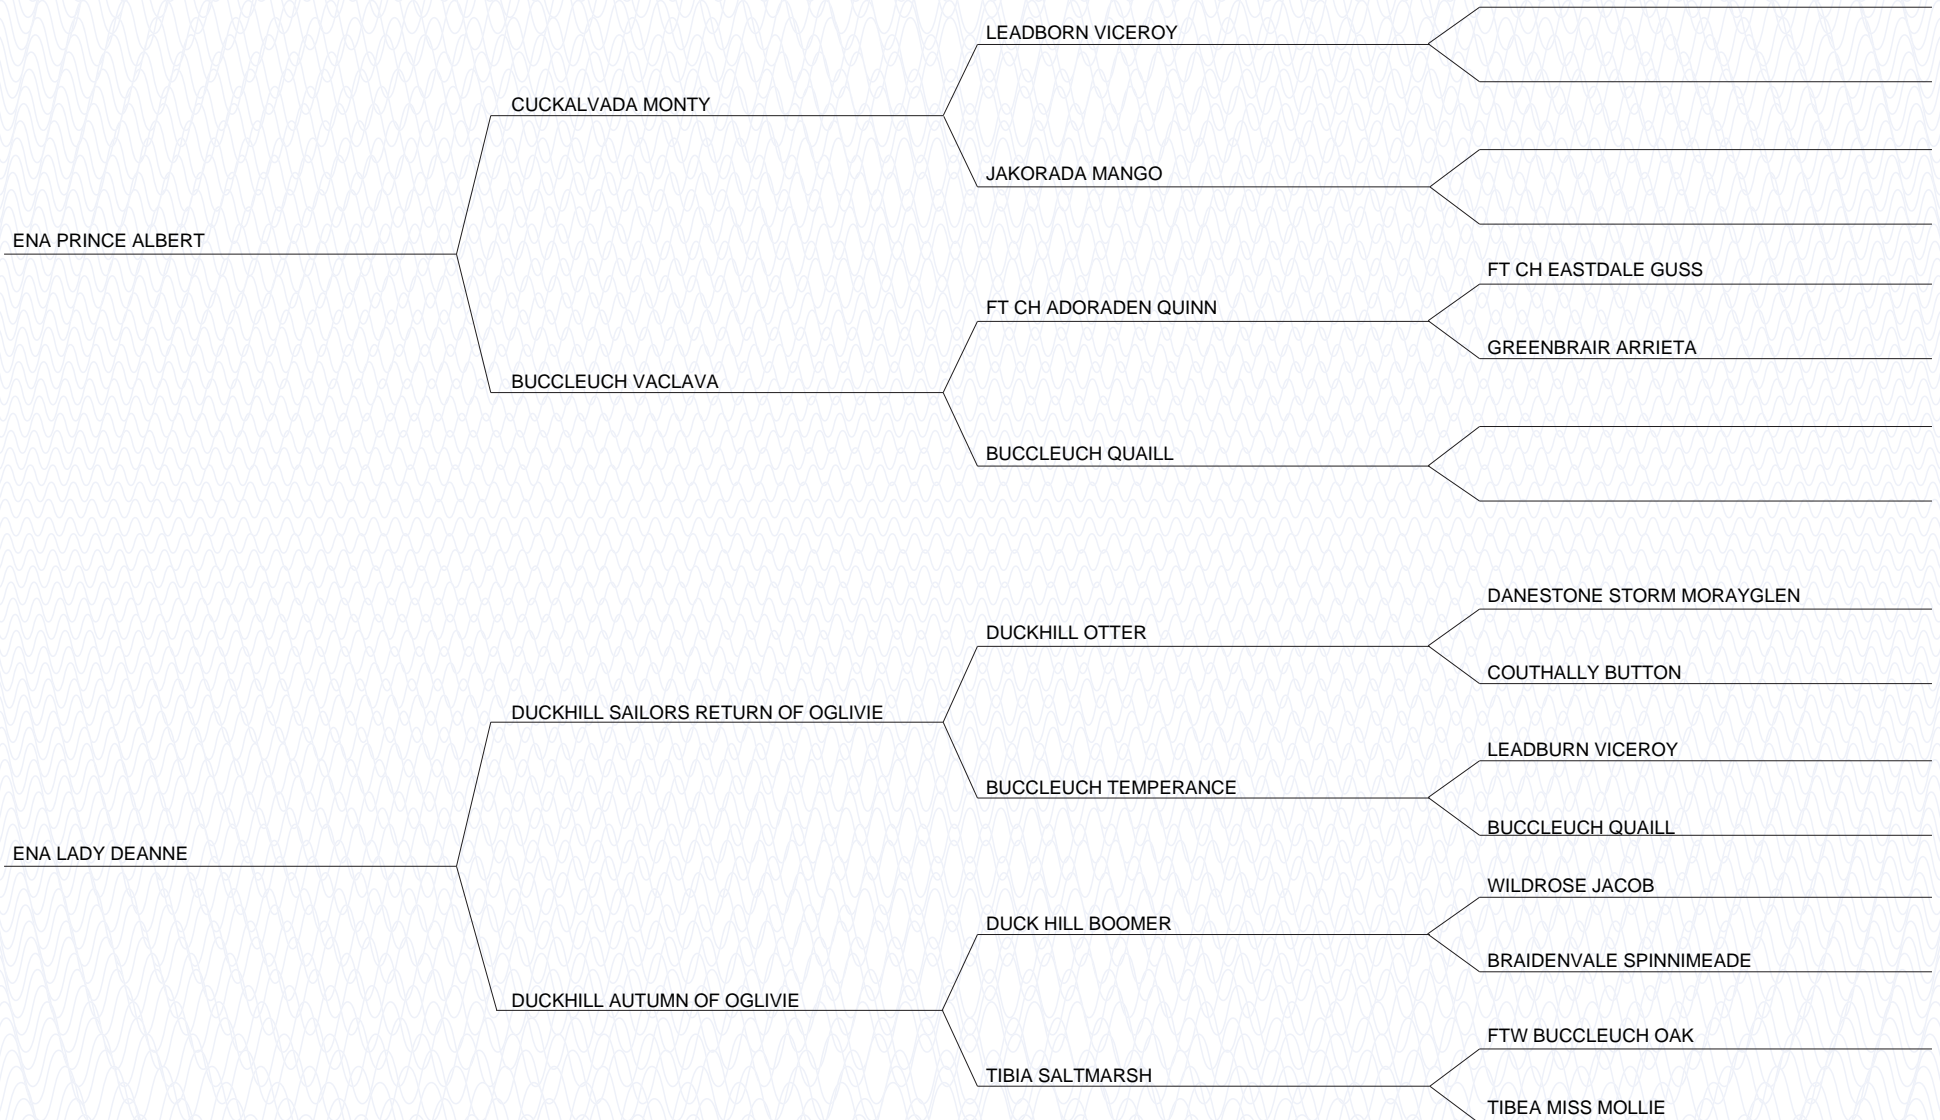 LEADBORN VICEROY
CUCKALVADA MONTY
JAKORADA MANGO
ENA PRINCE ALBERT
FT CH EASTDALE GUSS
FT CH ADORADEN QUINN
GREENBRAIR ARRIETA
BUCCLEUCH VACLAVA
BUCCLEUCH QUAILL
DANESTONE STORM MORAYGLEN
DUCKHILL OTTER
COUTHALLY BUTTON
DUCKHILL SAILORS RETURN OF OGLIVIE
LEADBURN VICEROY
BUCCLEUCH TEMPERANCE
BUCCLEUCH QUAILL
ENA LADY DEANNE
WILDROSE JACOB
DUCK HILL BOOMER
BRAIDENVALE SPINNIMEADE
DUCKHILL AUTUMN OF OGLIVIE
FTW BUCCLEUCH OAK
TIBIA SALTMARSH
TIBEA MISS MOLLIE